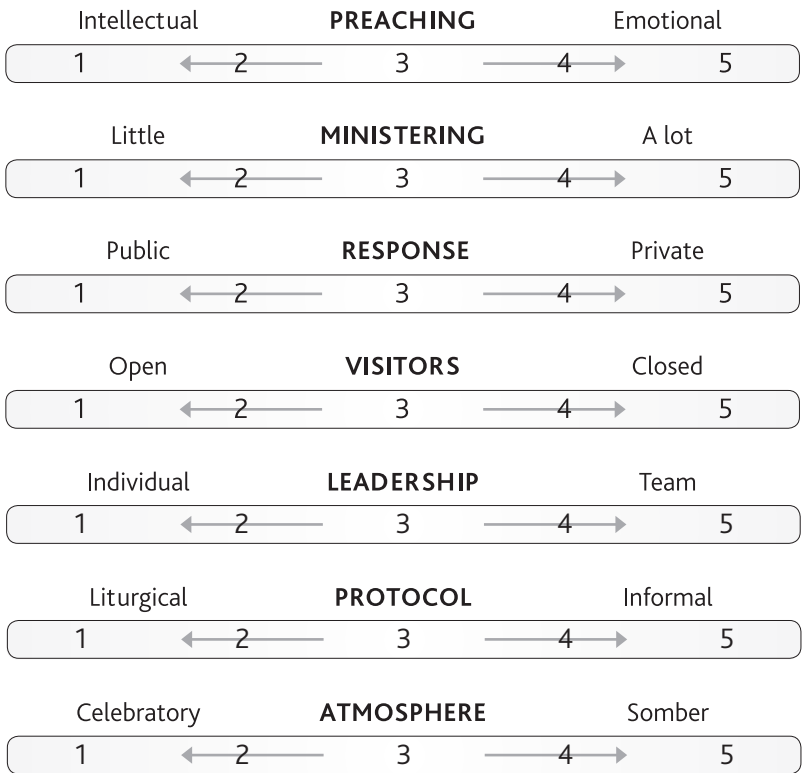 Intellectual PREACHING Emotional
1 2 3 4 5
Little MINISTERING A lot
1 2 3 4 5
Public RESPONSE Private
1 2 3 4 5
Open VISITORS Closed
1 2 3 4 5
Individual LEADERSHIP Team
1 2 3 4 5
Liturgical PROTOCOL Informal
1 2 3 4 5
Celebratory ATMOSPHERE Somber
1 2 3 4 5